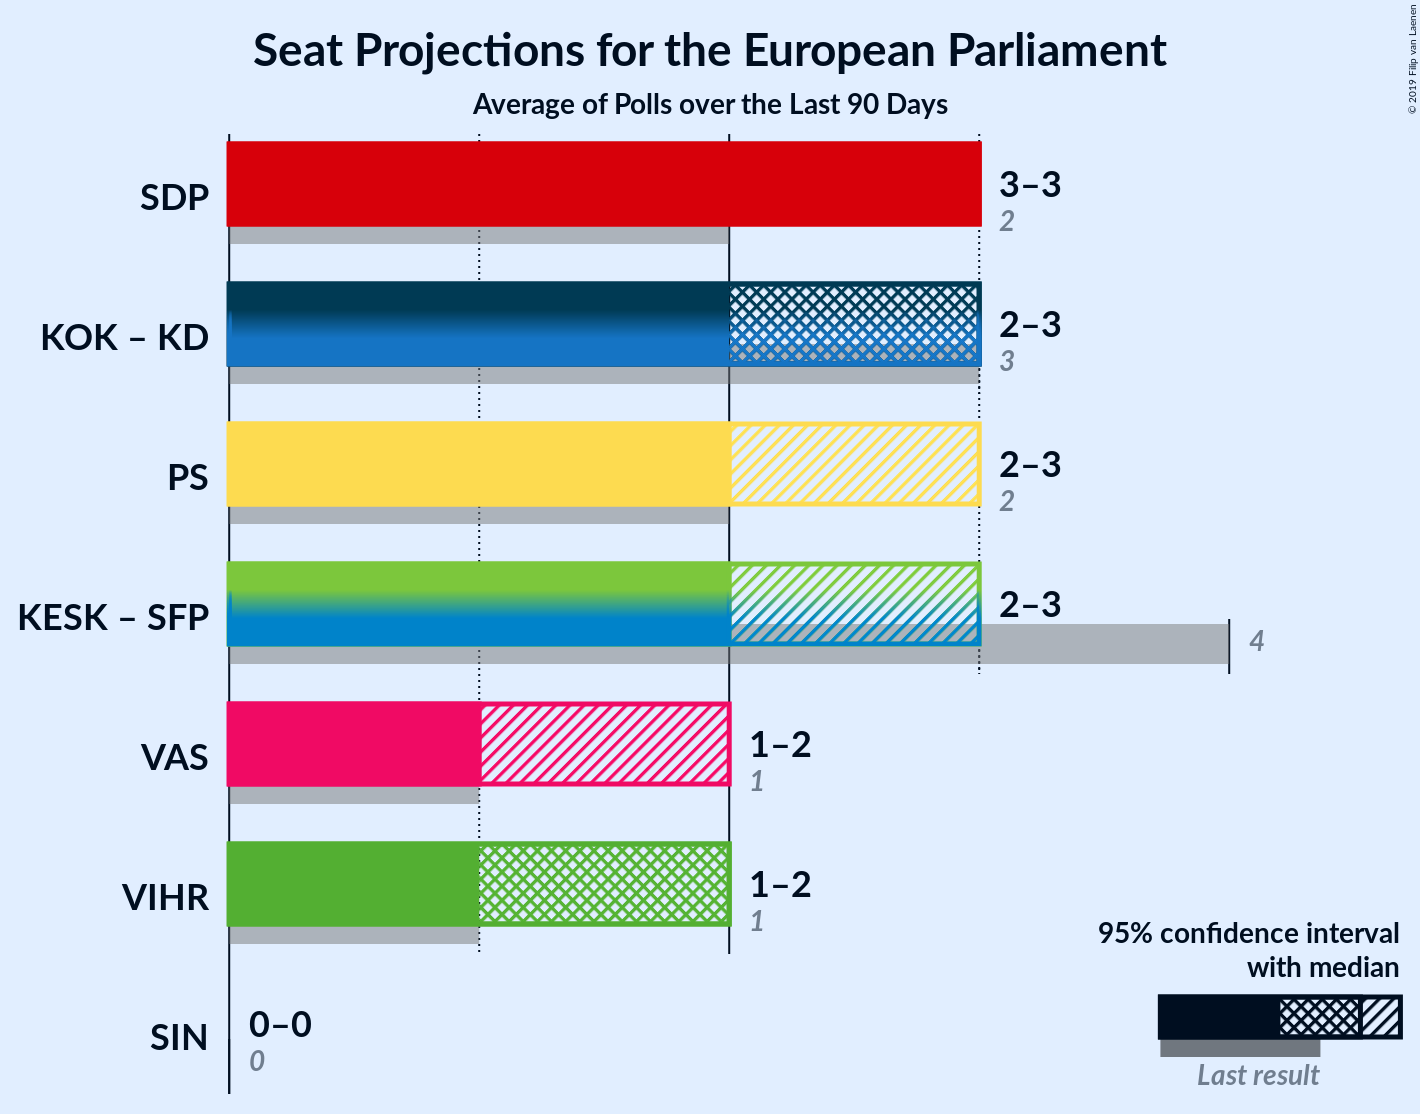 Seat Projections for the European Parliament
Average of Polls over the Last 90 Days
© 2019 Filip van Laenen
SDP
3–3
2
KOK – KD
2–3
3
PS
2–3
2
KESK – SFP
2–3
4
VAS
1–2
1
VIHR
1–2
1
SIN
0–0
0
95% confidence interval
with median
Last result